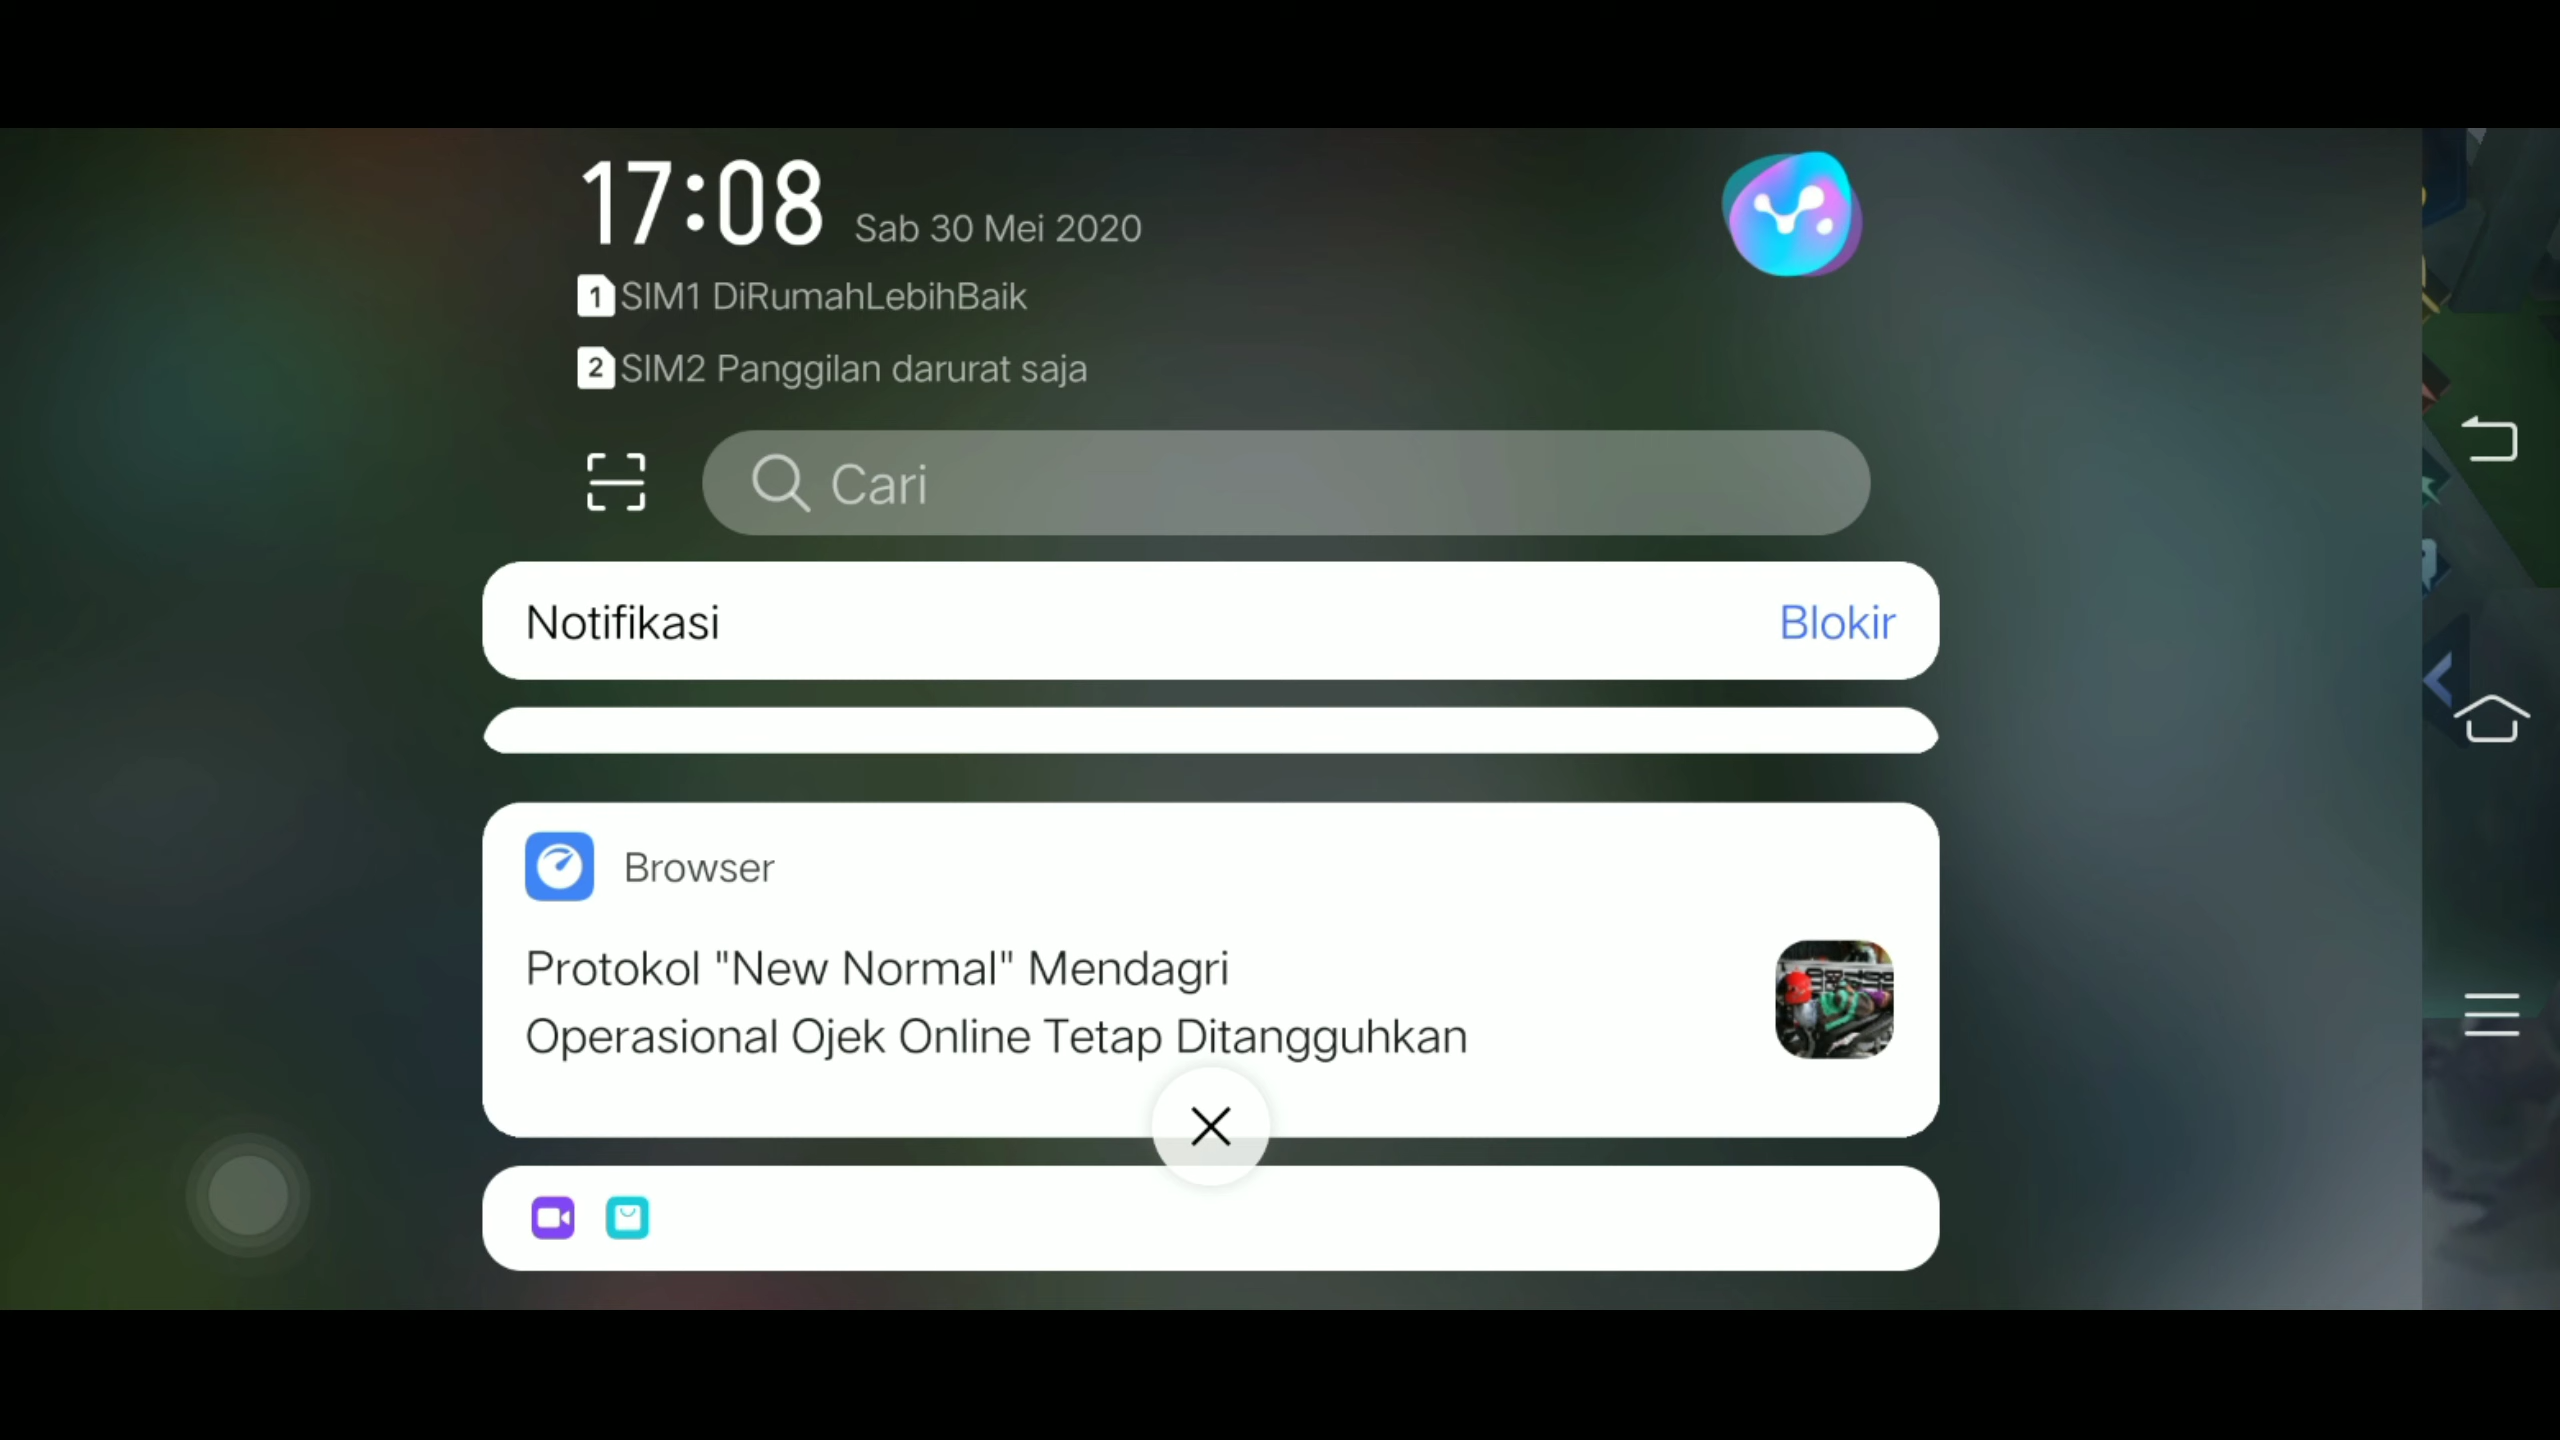 17:08 Sab 30 Mei 2020
1 SIM1 DiRumahLebihBaik
2 SIM2 Panggilan darurat saja
Cari
Notifikasi Blokir
Browser
Protokol "New Normal" Mendagri
Operasional Ojek Online Tetap Ditangguhkan